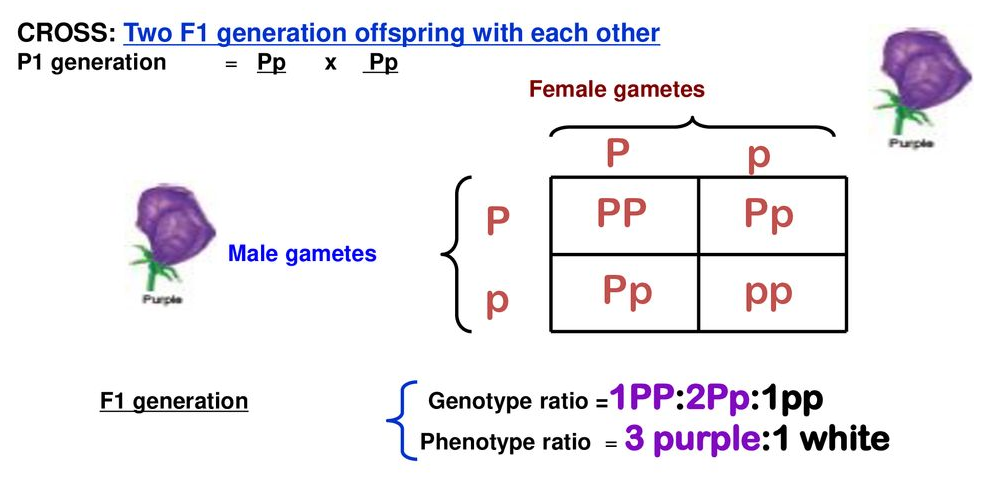 CROSS: Two F1 generation offspring with each other
P1 generation = Pp x Pp
Female gametes
Purple
P p
P PP Pp
Male gametes
p Pp pp
Purple
F1 generation
Genotype ratio =1PP:2Pp:1pp
Phenotype ratio = 3 purple:1 white